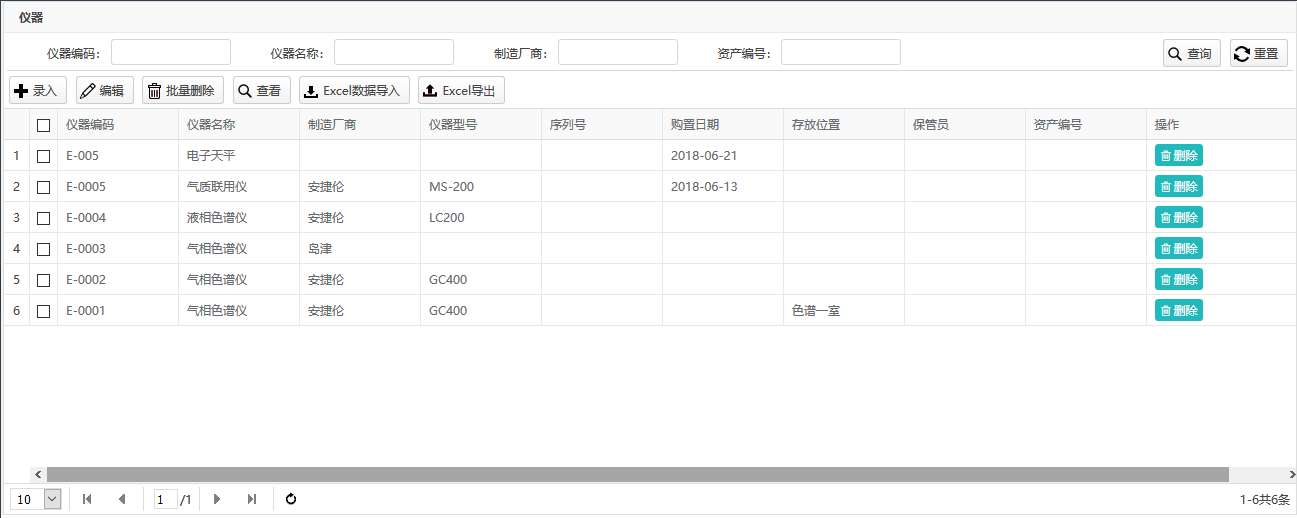 仪器
仪器编码： 仪器名称： 制造厂商： 资产编号： 查询 重置
录入 编辑 批量删除 查看 Excel数据导入 Excel导出
仪器编码 仪器名称 制造厂商 仪器型号 序列号 购置日期 存放位置 保管员 资产编号 操作
1 E-005 电子天平 2018-06-21 删除
2 E-0005 气质联用仪 安捷伦 MS-200 2018-06-13 删除
3 E-0004 液相色谱仪 安捷伦 LC200 删除
4 E-0003 气相色谱仪 岛津 删除
5 E-0002 气相色谱仪 安捷伦 GC400 删除
6 E-0001 气相色谱仪 安捷伦 GC400 色谱一室 删除
10 1 /1 1-6共6条